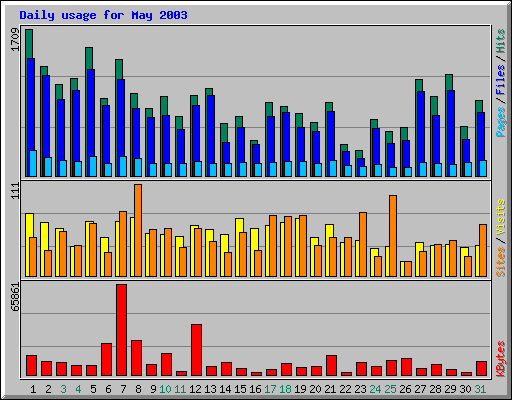 Daily usage for May 2003
1709
Pages / Files / Hits
111
Sites / Visits
65861
KBytes
1 2 3 4 5 6 7 8 9 10 11 12 13 14 15 16 17 18 19 20 21 22 23 24 25 26 27 28 29 30 31